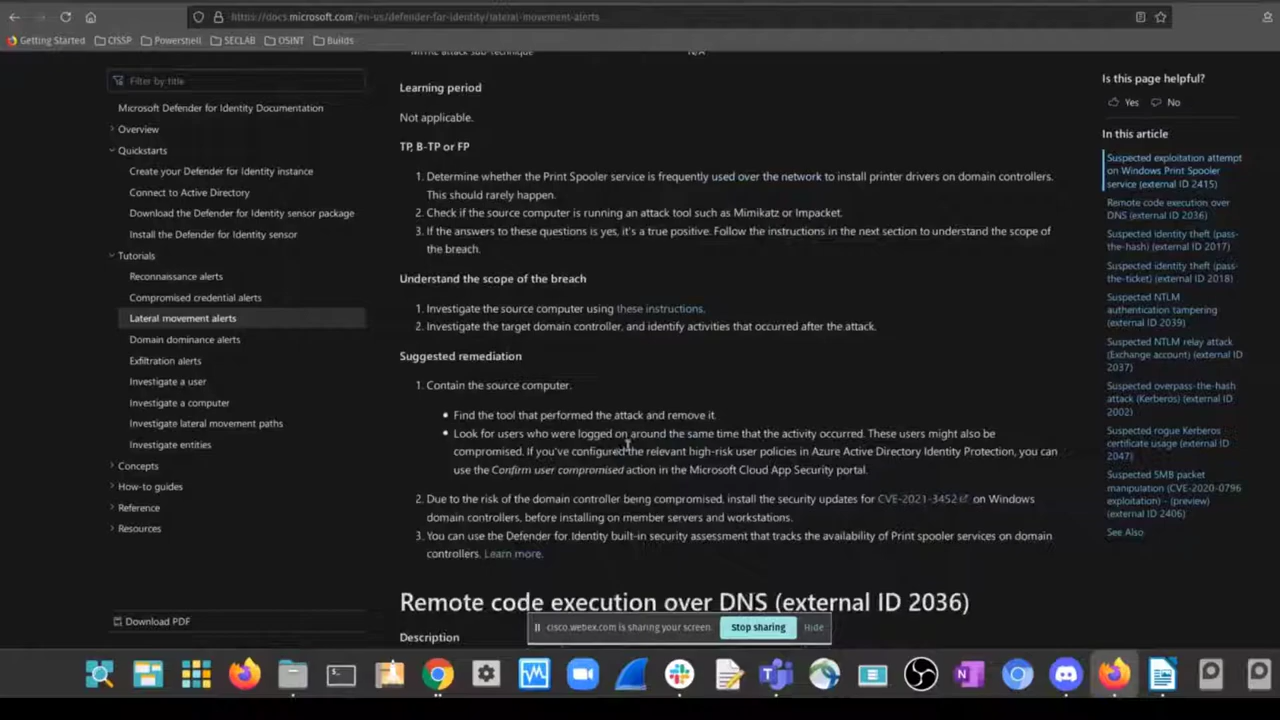 https://docs.microsoft.com/en-us/defender-for-identity/lateral-movement-alerts
Getting Started
CISSP
Powershell
SECLAB
OSINT
Builds
Filter by title
Microsoft Defender for Identity Documentation
Overview
Quickstarts
Create your Defender for Identity instance
Connect to Active Directory
Download the Defender for Identity sensor package
Install the Defender for Identity sensor
Tutorials
Reconnaissance alerts
Compromised credential alerts
Lateral movement alerts
Domain dominance alerts
Exfiltration alerts
Investigate a user
Investigate a computer
Investigate lateral movement paths
Investigate entities
Concepts
How-to guides
Reference
Resources
Download PDF
MITRE attack sub-technique
N/A
Learning period
Not applicable.
TP, B-TP or FP
1. Determine whether the Print Spooler service is frequently used over the network to install printer drivers on domain controllers.
This should rarely happen.
2. Check if the source computer is running an attack tool such as Mimikatz or Impacket.
3. If the answers to these questions is yes, it's a true positive. Follow the instructions in the next section to understand the scope of
the breach.
Understand the scope of the breach
1. Investigate the source computer using these instructions.
2. Investigate the target domain controller, and identify activities that occurred after the attack.
Suggested remediation
1. Contain the source computer.
• Find the tool that performed the attack and remove it.
• Look for users who were logged on around the same time that the activity occurred. These users might also be
compromised. If you've configured the relevant high-risk user policies in Azure Active Directory Identity Protection, you can
use the Confirm user compromised action in the Microsoft Cloud App Security portal.
2. Due to the risk of the domain controller being compromised, install the security updates for CVE-2021-3452 on Windows
domain controllers, before installing on member servers and workstations.
3. You can use the Defender for Identity built-in security assessment that tracks the availability of Print spooler services on domain
controllers. Learn more.
Remote code execution over DNS (external ID 2036)
Description
cisco.webex.com is sharing your screen.
Stop sharing
Hide
Is this page helpful?
Yes
No
In this article
Suspected exploitation attempt
on Windows Print Spooler
service (external ID 2415)
Remote code execution over
DNS (external ID 2036)
Suspected identity theft (pass-
the-hash) (external ID 2017)
Suspected identity theft (pass-
the-ticket) (external ID 2018)
Suspected NTLM
authentication tampering
(external ID 2039)
Suspected NTLM relay attack
(Exchange account) (external ID
2037)
Suspected overpass-the-hash
attack (Kerberos) (external ID
2002)
Suspected rogue Kerberos
certificate usage (external ID
2047)
Suspected SMB packet
manipulation (CVE-2020-0796
exploitation) - (preview)
(external ID 2406)
See Also